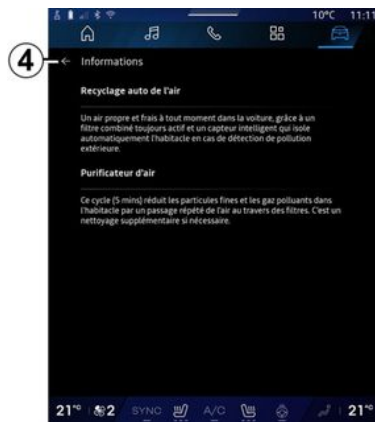 10°C 11:11
4
← Informations
Recyclage auto de l'air
Un air propre et frais à tout moment dans la voiture, grâce à un
filtre combiné toujours actif et un capteur intelligent qui isole
automatiquement l'habitacle en cas de détection de pollution
extérieure.
Purificateur d'air
Ce cycle (5 mins) réduit les particules fines et les gaz polluants dans
l'habitacle par un passage répété de l'air au travers des filtres. C'est un
nettoyage supplémentaire si nécessaire.
21°° 2 SYNC A/C 21°°